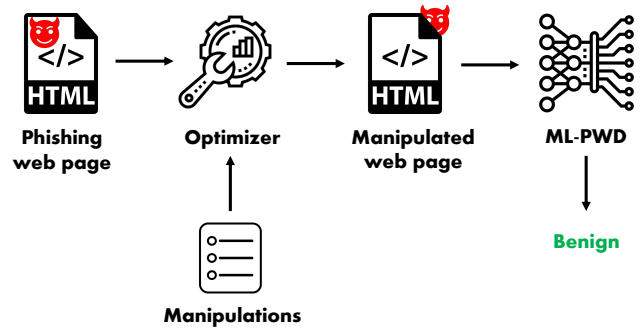 </>
HTML
Phishing
web page
Optimizer
</>
HTML
Manipulated
web page
ML-PWD
Benign
Manipulations